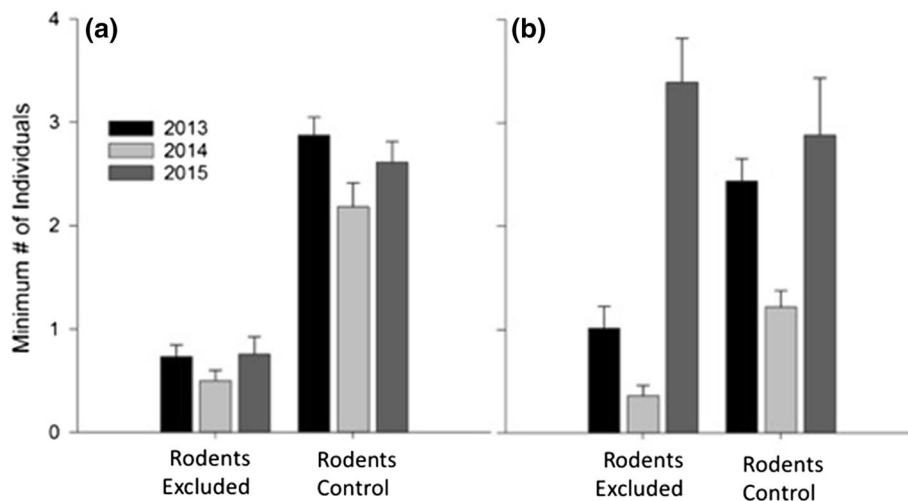 (a)
(b)
4
3
2
1
0
Minimum # of Individuals
2013
2014
2015
Rodents
Excluded
Rodents
Control
Rodents
Excluded
Rodents
Control